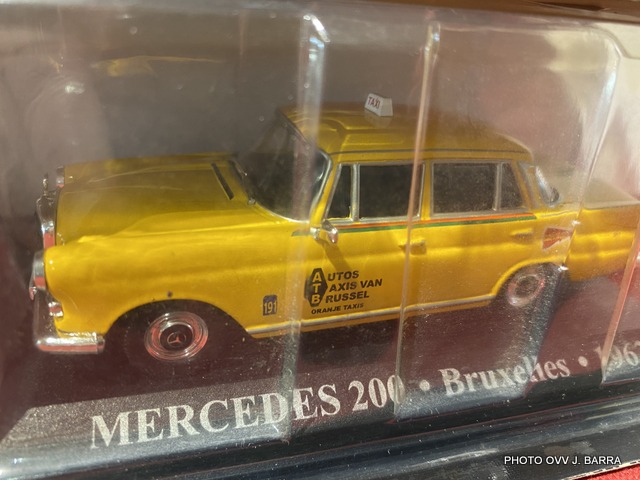 TAXI
191
ATB
AUTOS
TAXIS VAN
BRUSSEL
ORANJE TAXIS
MERCEDES 200 • Bruxelles •
PHOTO OVV J. BARRA